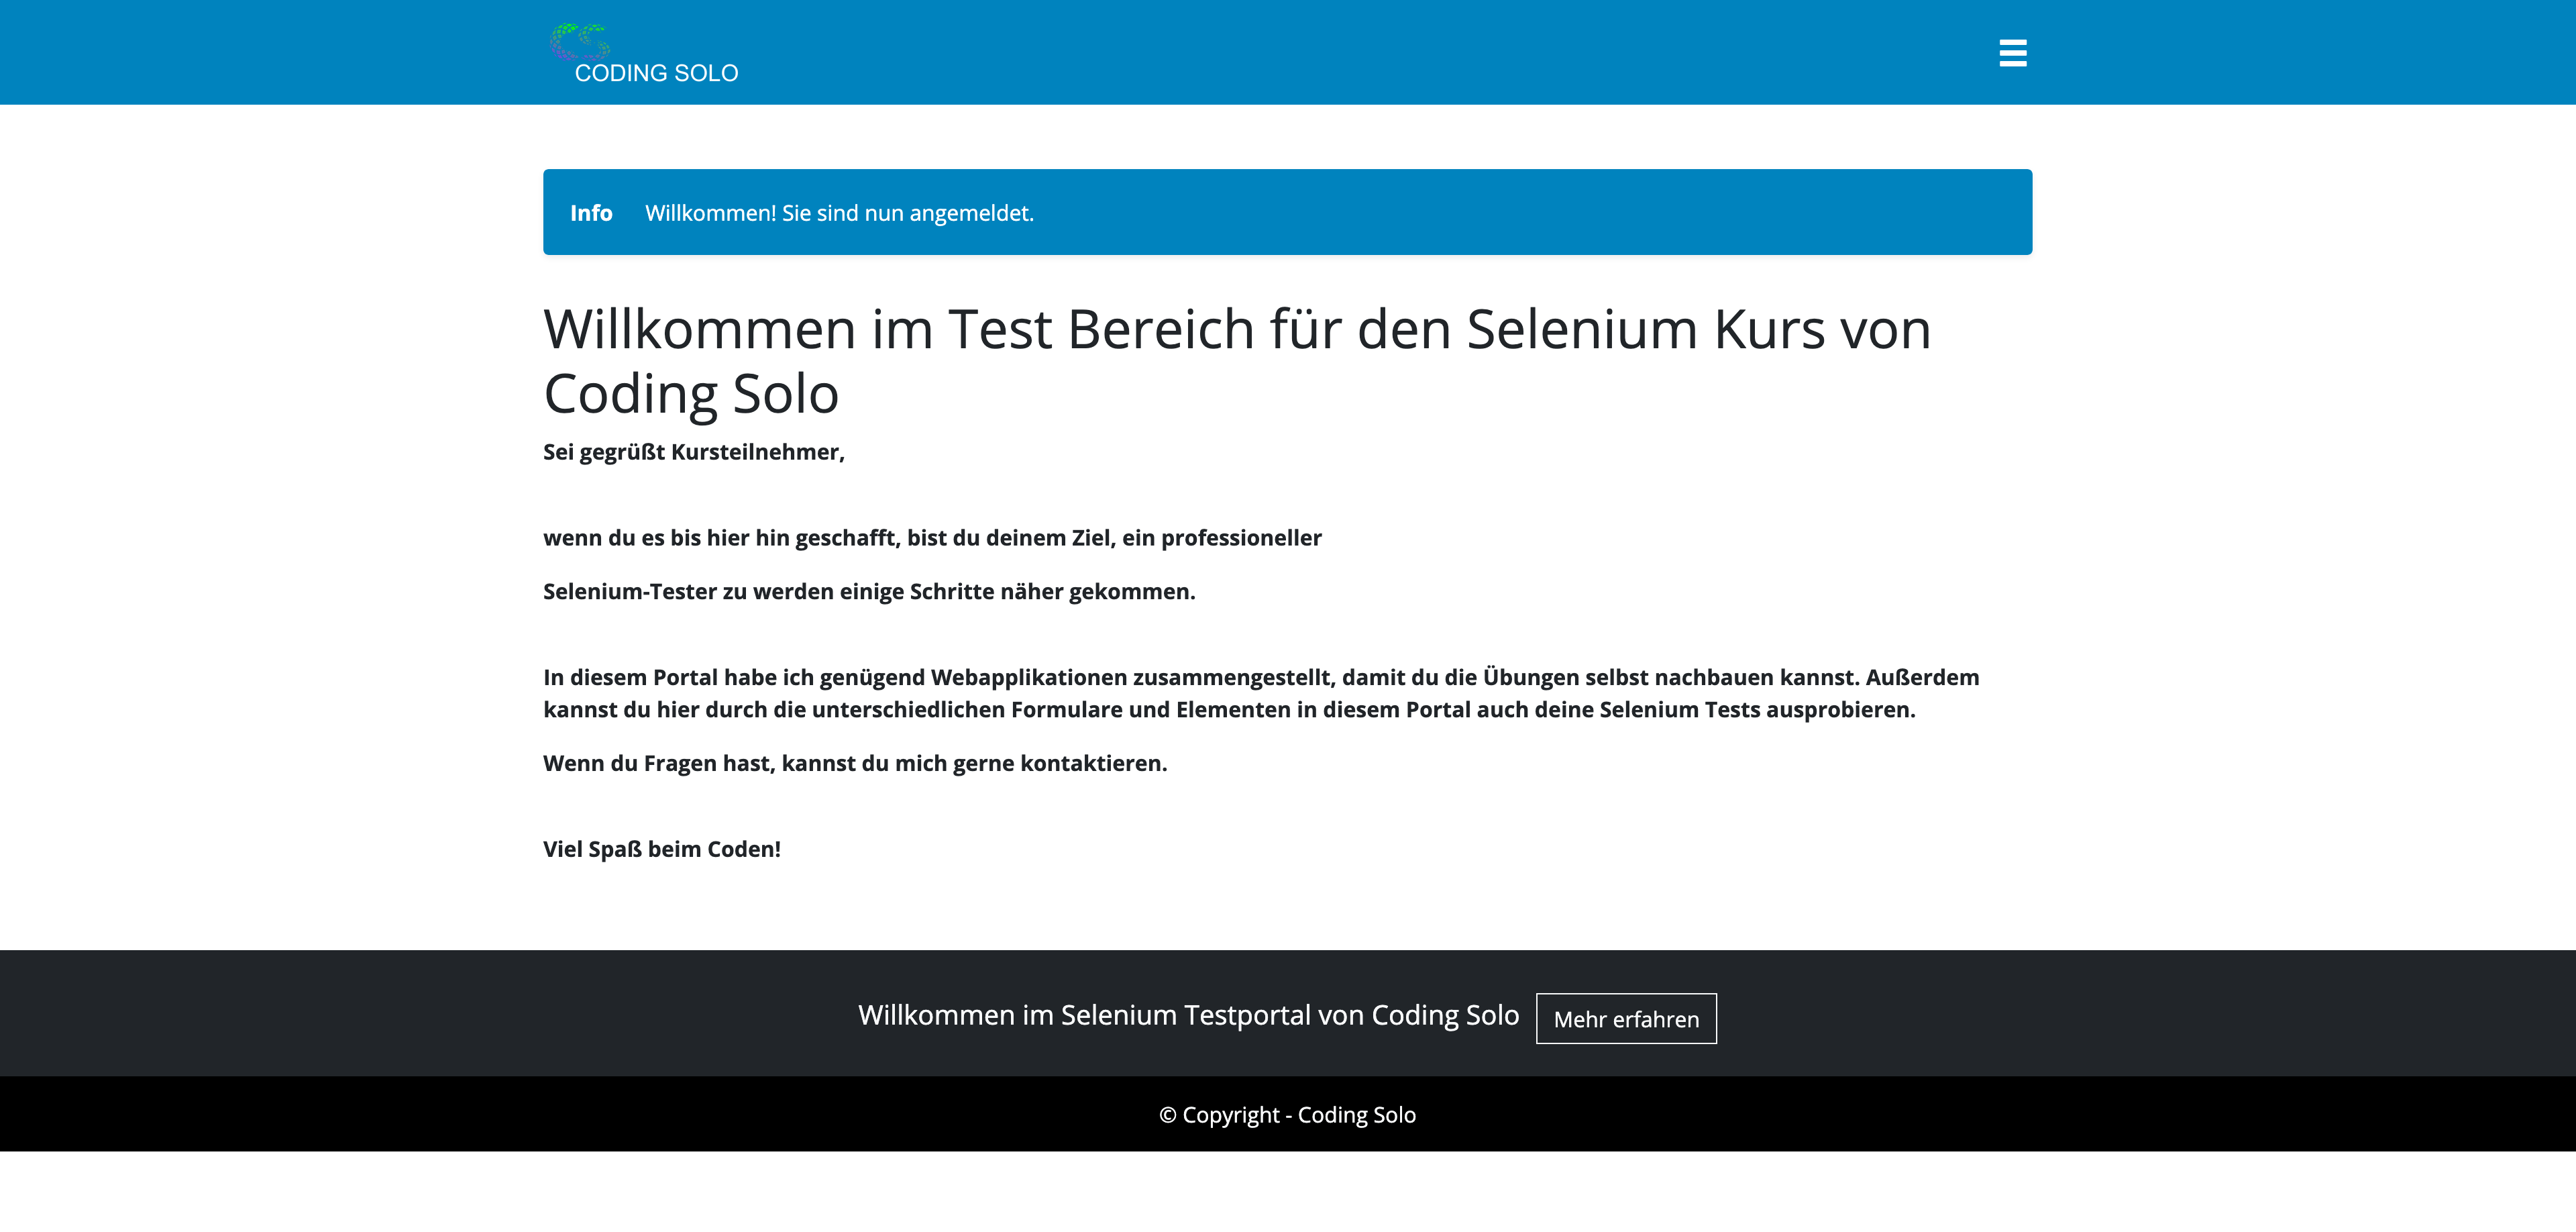 CODING SOLO
Info Willkommen! Sie sind nun angemeldet.
Willkommen im Test Bereich für den Selenium Kurs von
Coding Solo
Sei gegrüßt Kursteilnehmer,
wenn du es bis hier hin geschafft, bist du deinem Ziel, ein professioneller
Selenium-Tester zu werden einige Schritte näher gekommen.
In diesem Portal habe ich genügend Webapplikationen zusammengestellt, damit du die Übungen selbst nachbauen kannst. Außerdem
kannst du hier durch die unterschiedlichen Formulare und Elementen in diesem Portal auch deine Selenium Tests ausprobieren.
Wenn du Fragen hast, kannst du mich gerne kontaktieren.
Viel Spaß beim Coden!
Willkommen im Selenium Testportal von Coding Solo Mehr erfahren
© Copyright - Coding Solo